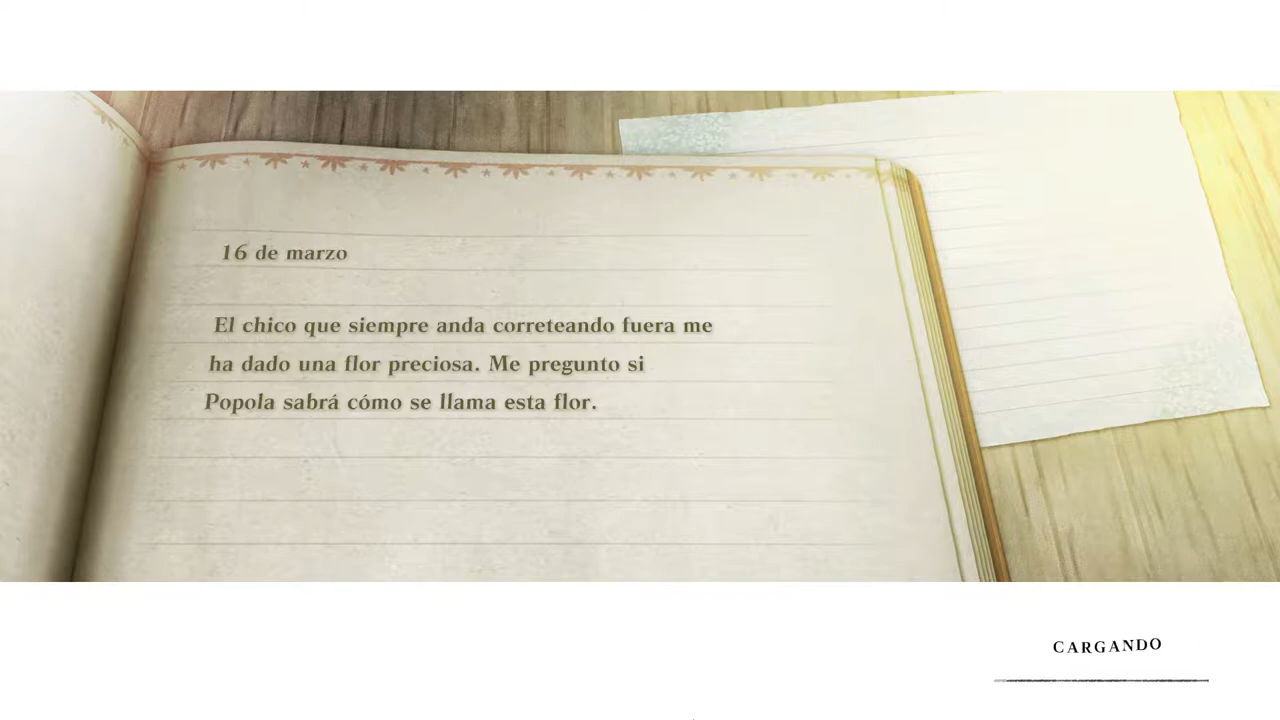 16 de marzo
El chico que siempre anda correteando fuera me
ha dado una flor preciosa. Me pregunto si
Popola sabrá cómo se llama esta flor.
CARGANDO